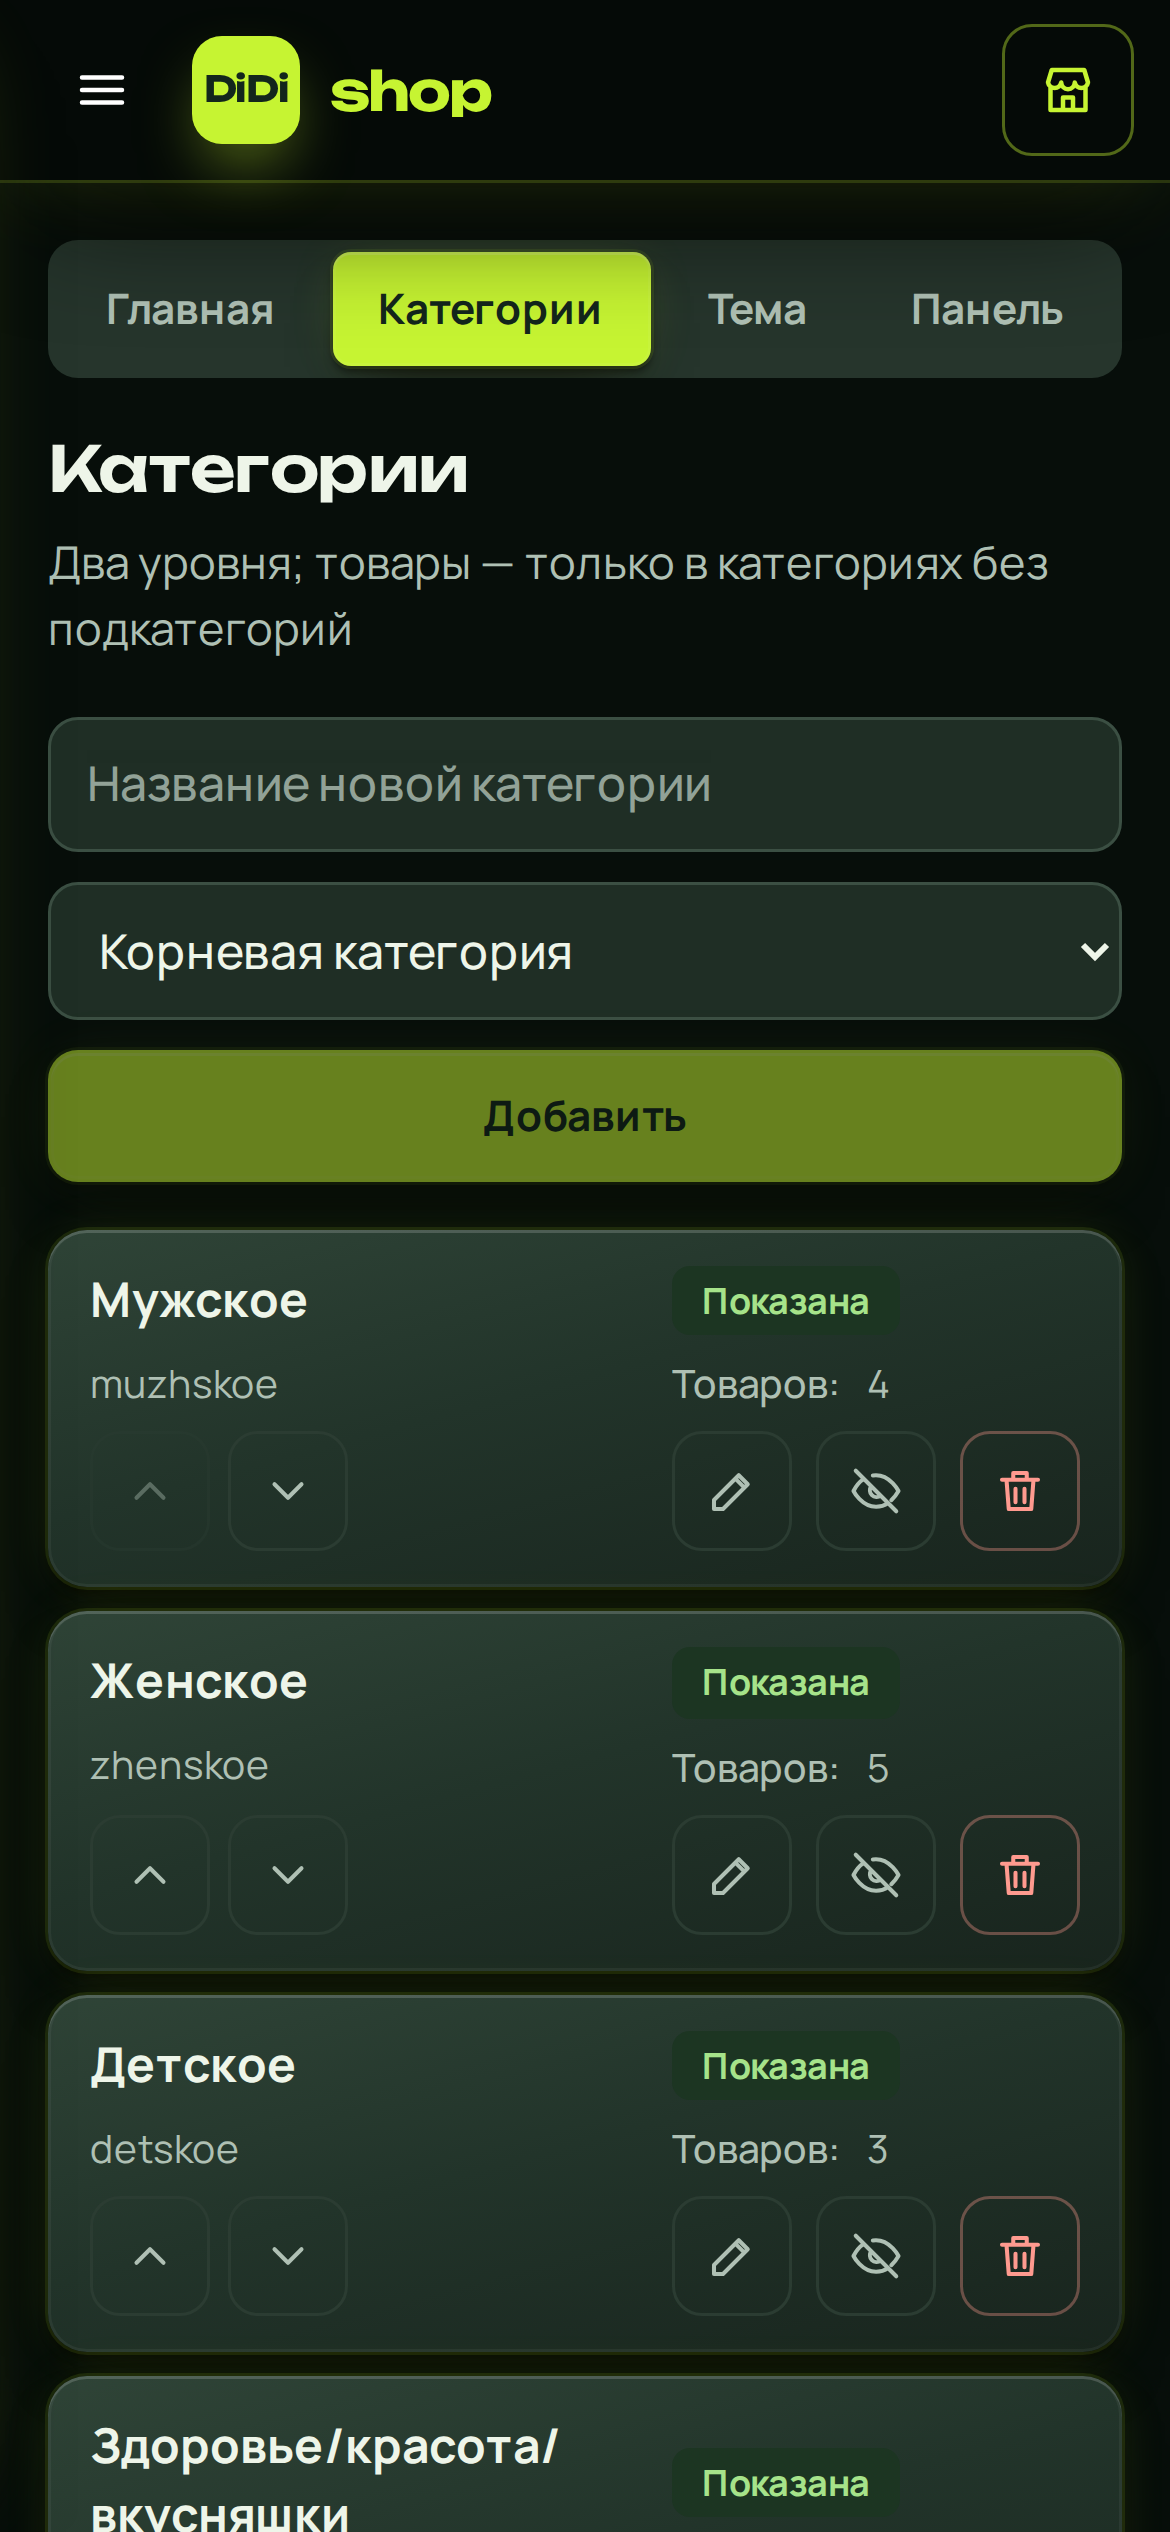 DiDi shop
Главная Категории Тема Панель
Категории
Два уровня; товары — только в категориях без
подкатегорий
Название новой категории
Корневая категория
Добавить
Мужское Показана
muzhskoe Товаров: 4
Женское Показана
zhenskoe Товаров: 5
Детское Показана
detskoe Товаров: 3
Здоровье/красота/
вкусняшки
Показана